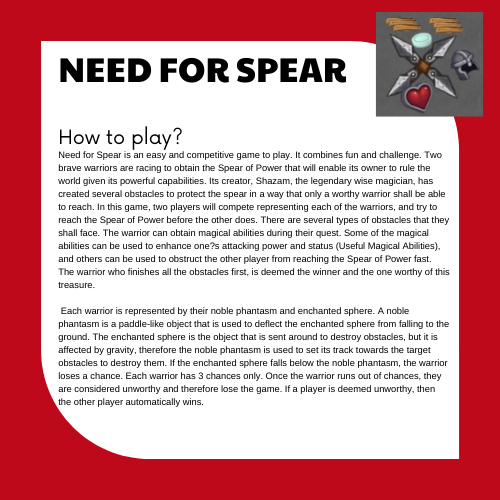 NEED FOR SPEAR
How to play?
Need for Spear is an easy and competitive game to play. It combines fun and challenge. Two
brave warriors are racing to obtain the Spear of Power that will enable its owner to rule the
world given its powerful capabilities. Its creator, Shazam, the legendary wise magician, has
created several obstacles to protect the spear in a way that only a worthy warrior shall be able
to reach. In this game, two players will compete representing each of the warriors, and try to
reach the Spear of Power before the other does. There are several types of obstacles that they
shall face. The warrior can obtain magical abilities during their quest. Some of the magical
abilities can be used to enhance one?s attacking power and status (Useful Magical Abilities),
and others can be used to obstruct the other player from reaching the Spear of Power fast.
The warrior who finishes all the obstacles first, is deemed the winner and the one worthy of this
treasure.
Each warrior is represented by their noble phantasm and enchanted sphere. A noble
phantasm is a paddle-like object that is used to deflect the enchanted sphere from falling to the
ground. The enchanted sphere is the object that is sent around to destroy obstacles, but it is
affected by gravity, therefore the noble phantasm is used to set its track towards the target
obstacles to destroy them. If the enchanted sphere falls below the noble phantasm, the warrior
loses a chance. Each warrior has 3 chances only. Once the warrior runs out of chances, they
are considered unworthy and therefore lose the game. If a player is deemed unworthy, then
the other player automatically wins.